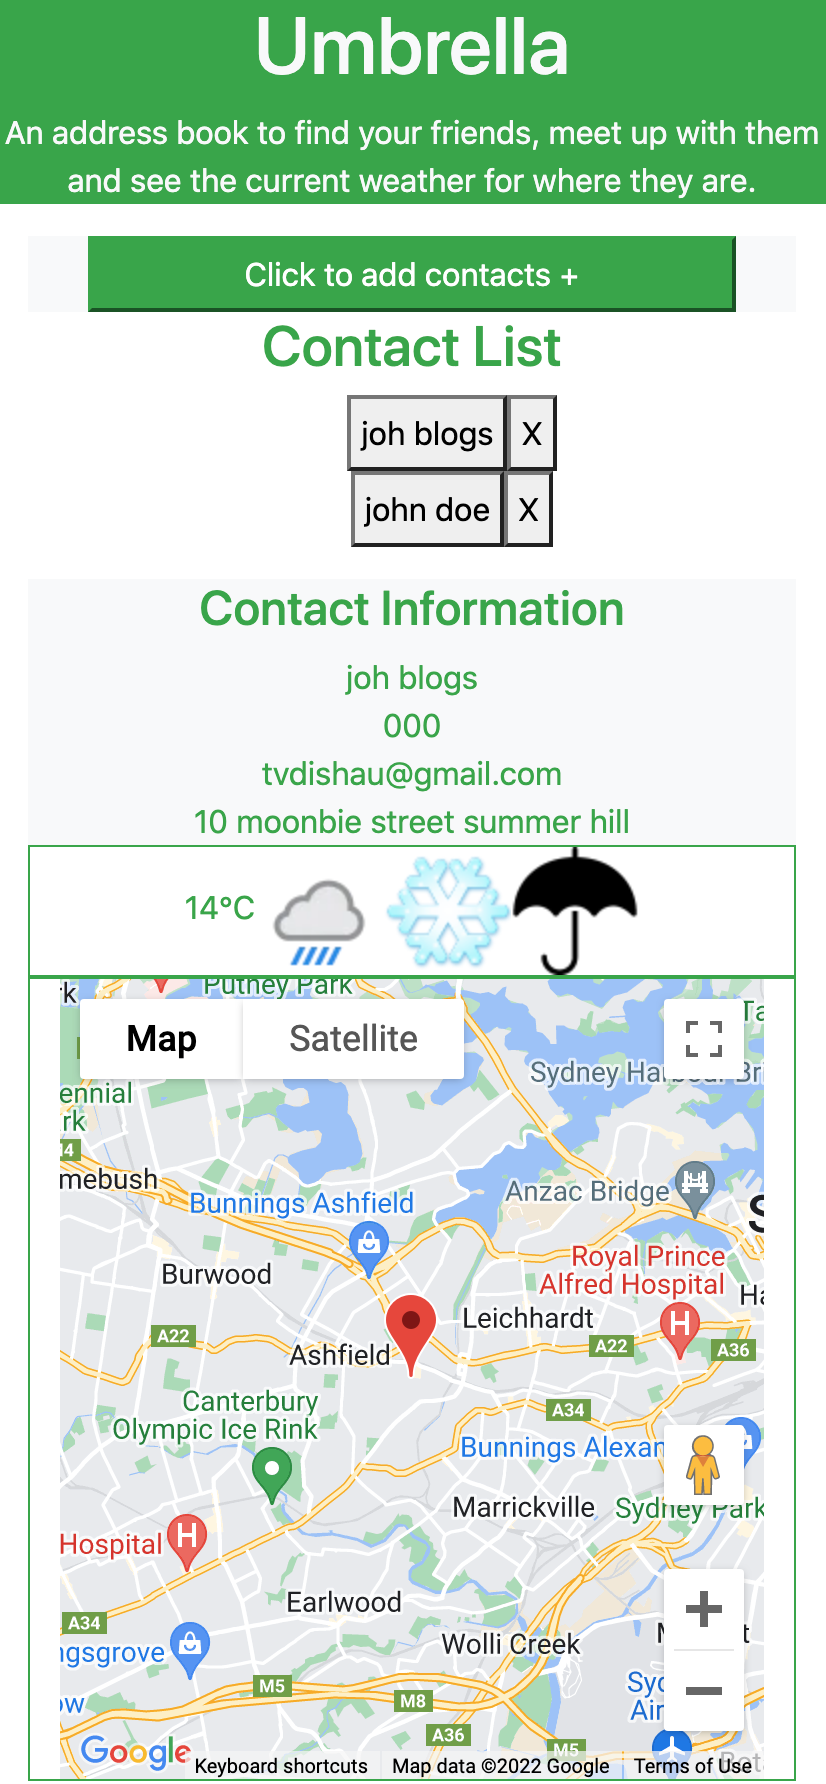 Umbrella
An address book to find your friends, meet up with them
and see the current weather for where they are.
Click to add contacts +
Contact List
joh blogs X
john doe X
Contact Information
joh blogs
000
tvdishau@gmail.com
10 moonbie street summer hill
14°C
Putney Park
Map Satellite
Sydney Harbour Bri
ennial
rk
mebush
Anzac Bridge
Bunnings Ashfield
Royal Prince
Alfred Hospital
Burwood
Leichhardt
A22
A22
A36
Ashfield
Canterbury
Olympic Ice Rink
A34
Bunnings Alexan
Marrickville
Sydney Park
Hospital
H
H
Earlwood
A34
Wolli Creek
ngsgrove
M5
M8
A36
M5
Google
Keyboard shortcuts Map data ©2022 Google Terms of Use